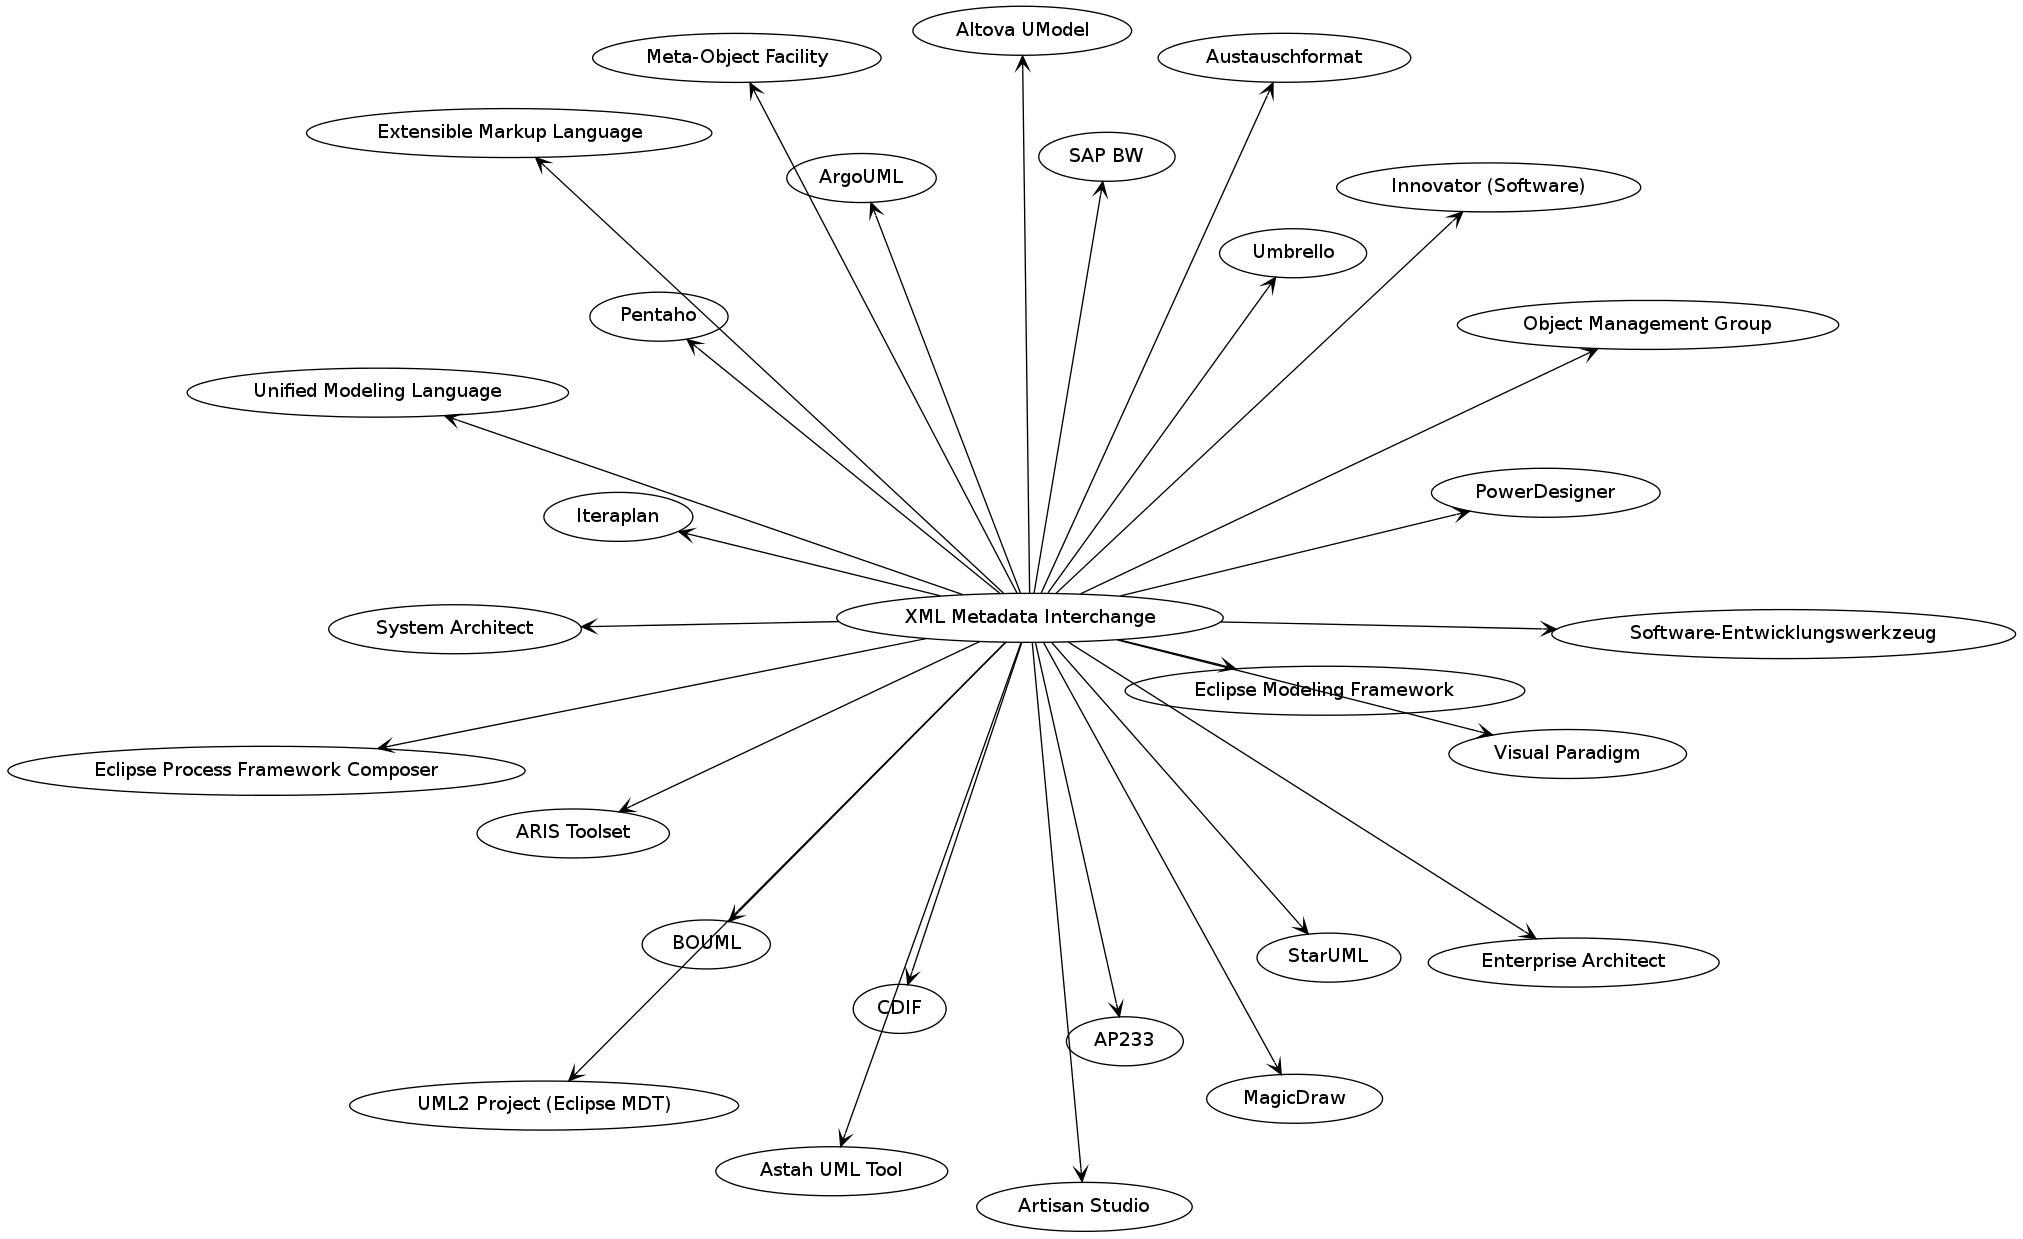 Altova UModel
Meta-Object Facility
Austauschformat
Extensible Markup Language
SAP BW
ArgoUML
Innovator (Software)
Umbrello
Pentaho
Object Management Group
Unified Modeling Language
PowerDesigner
Iteraplan
XML Metadata Interchange
System Architect
Software-Entwicklungswerkzeug
Eclipse Modeling Framework
Visual Paradigm
Eclipse Process Framework Composer
ARIS Toolset
BOUML
StarUML
Enterprise Architect
CDIF
AP233
MagicDraw
UML2 Project (Eclipse MDT)
Astah UML Tool
Artisan Studio